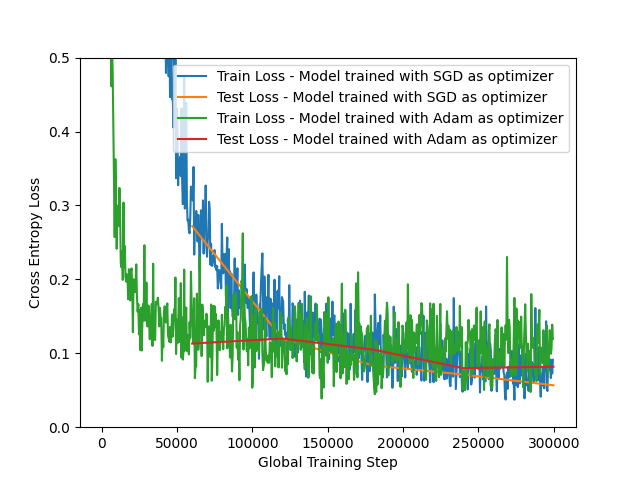 0.5
0.4
0.3
0.2
0.1
0.0
Cross Entropy Loss
Train Loss - Model trained with SGD as optimizer
Test Loss - Model trained with SGD as optimizer
Train Loss - Model trained with Adam as optimizer
Test Loss - Model trained with Adam as optimizer
0 50000 100000 150000 200000 250000 300000
Global Training Step